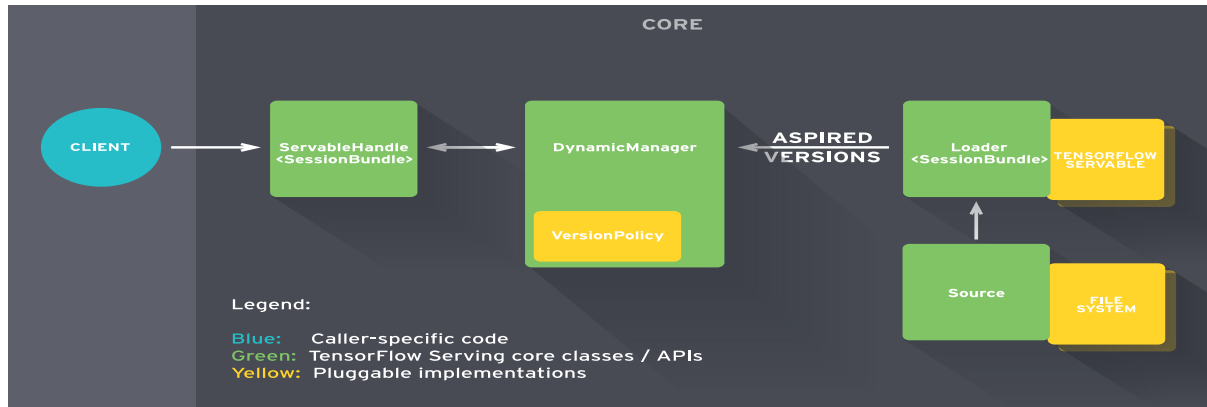 CORE
CLIENT
ServableHandle
<SessionBundle>
DynamicManager
VersionPolicy
ASPIRED
VERSIONS
Loader
<SessionBundle>
TENSORFLOW
SERVABLE
Source
FILE
SYSTEM
Legend:
Blue: Caller-specific code
Green: TensorFlow Serving core classes / APIs
Yellow: Pluggable implementations